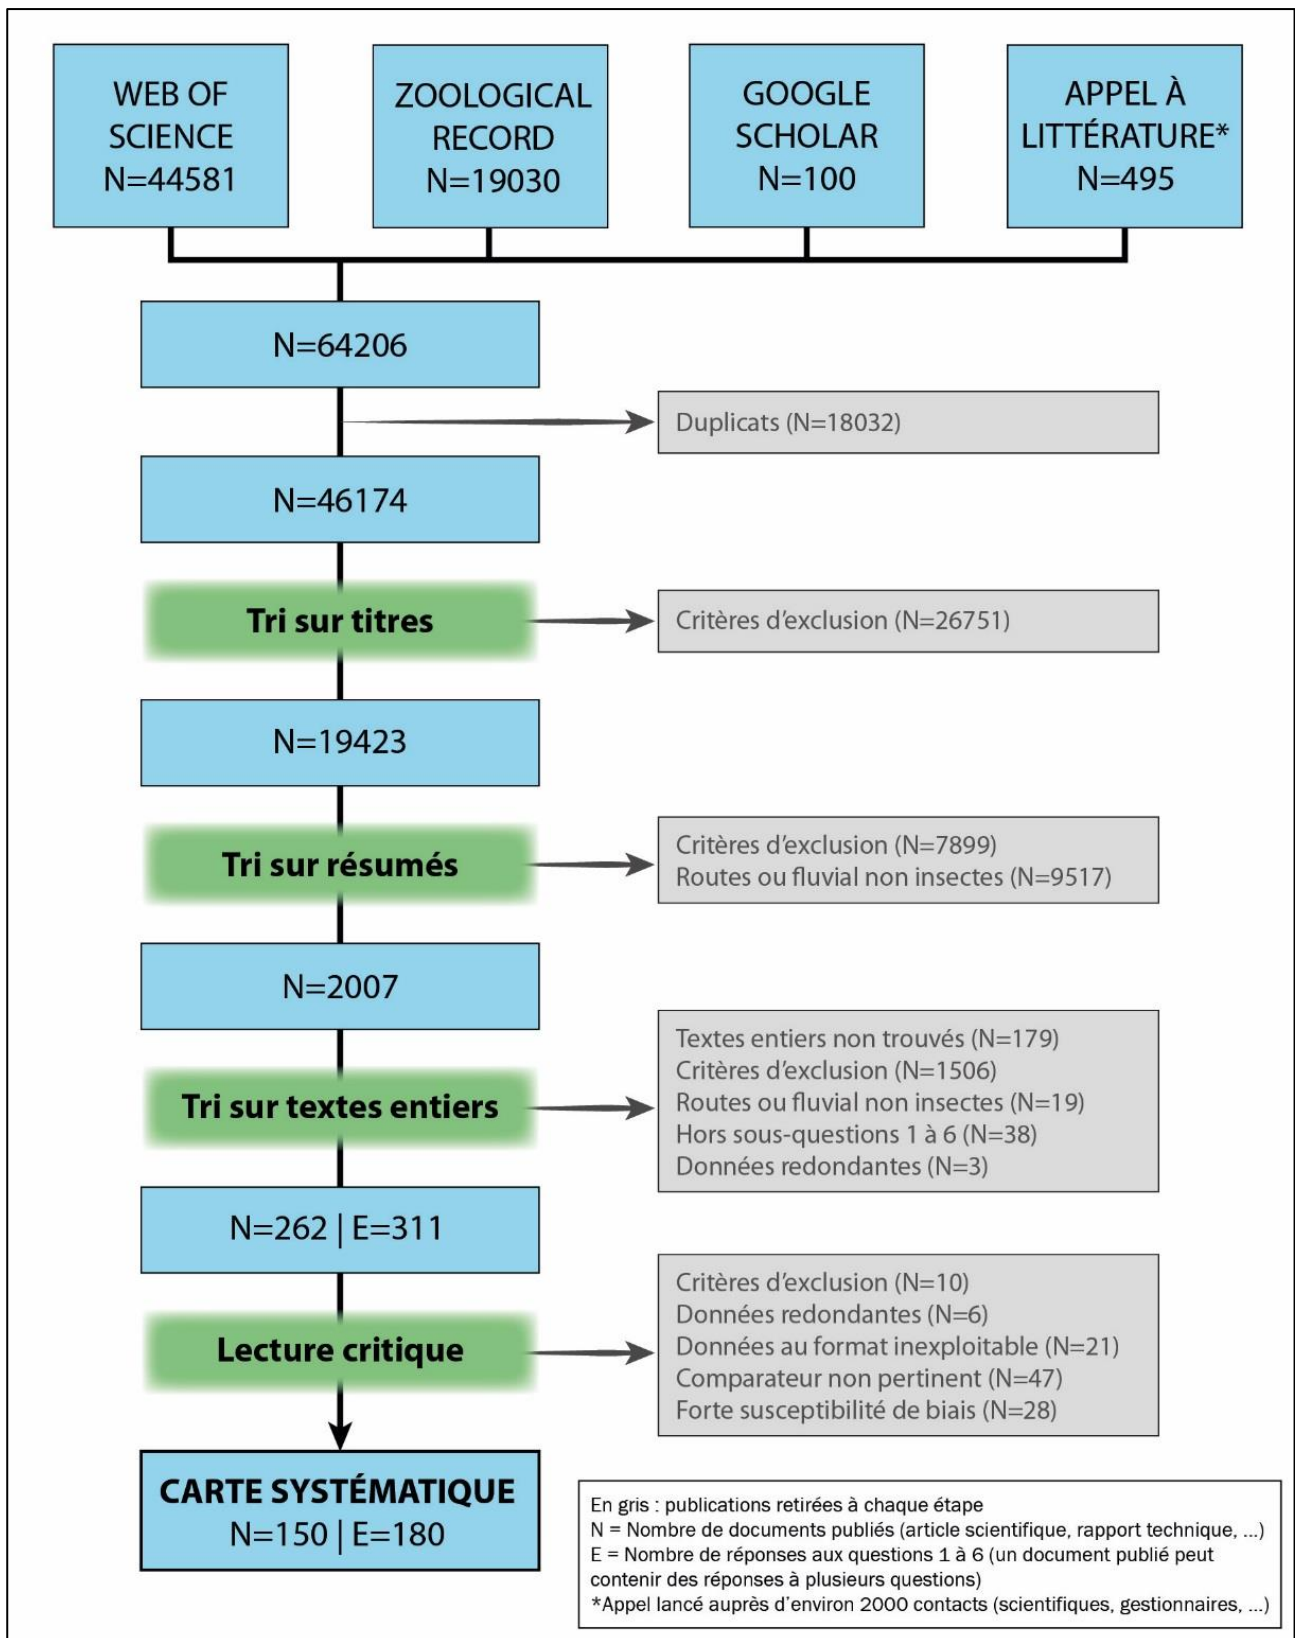 WEB OF
SCIENCE
N=44581
ZOOLOGICAL
RECORD
N=19030
GOOGLE
SCHOLAR
N=100
APPEL À
LITTÉRATURE*
N=495
N=64206
Duplicats (N=18032)
N=46174
Tri sur titres
Critères d'exclusion (N=26751)
N=19423
Tri sur résumés
Critères d'exclusion (N=7899)
Routes ou fluvial non insectes (N=9517)
N=2007
Tri sur textes entiers
Textes entiers non trouvés (N=179)
Critères d’exclusion (N=1506)
Routes ou fluvial non insectes (N=19)
Hors sous-questions 1 à 6 (N=38)
Données redondantes (N=3)
N=262 | E=311
Lecture critique
Critères d'exclusion (N=10)
Données redondantes (N=6)
Données au format inexploitable (N=21)
Comparateur non pertinent (N=47)
Forte susceptibilité de biais (N=28)
CARTE SYSTÉMATIQUE
N=150 | E=180
En gris : publications retirées à chaque étape
N = Nombre de documents publiés (article scientifique, rapport technique, ...)
E = Nombre de réponses aux questions 1 à 6 (un document publié peut
contenir des réponses à plusieurs questions)
*Appel lancé auprès d’environ 2000 contacts (scientifiques, gestionnaires, ...)